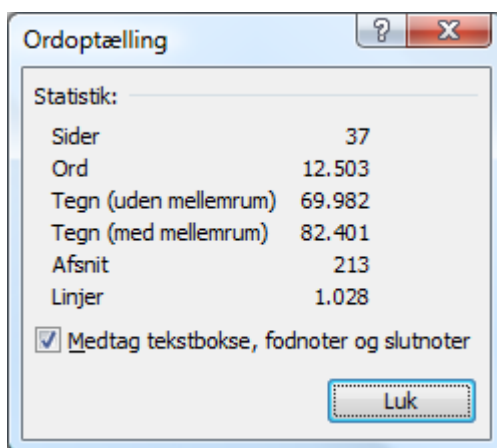 Ordoptælling
Statistik:
Sider 37
Ord 12.503
Tegn (uden mellemrum) 69.982
Tegn (med mellemrum) 82.401
Afsnit 213
Linjer 1.028
Medtag tekstbokse, fodnoter og slutnoter
Luk